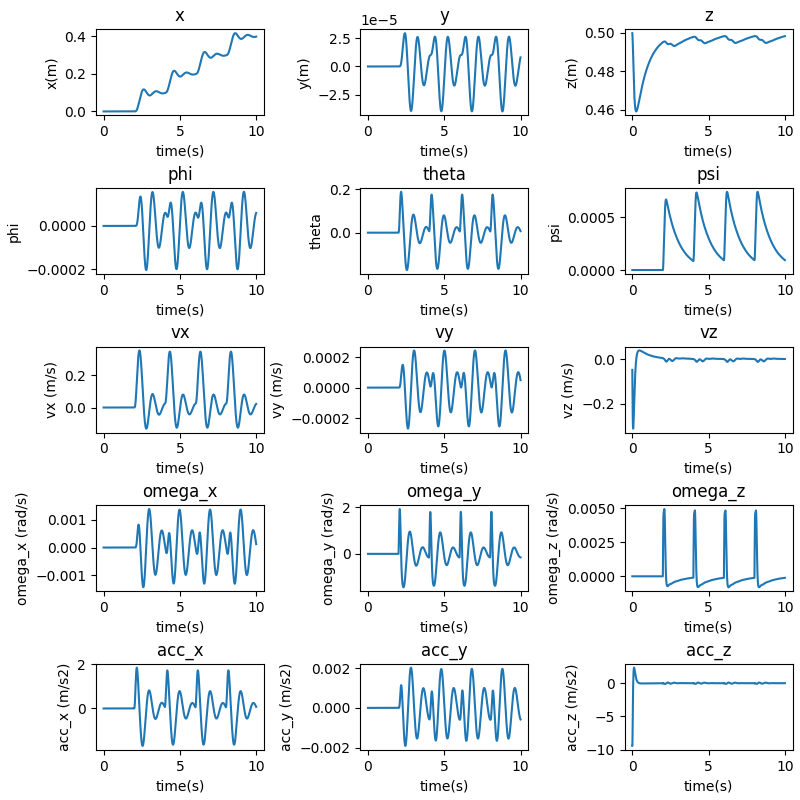 x
0.4
0.2
0.0
x(m)
0
5
10
time(s)
1e−5
y
2.5
0.0
−2.5
y(m)
0
5
10
time(s)
z
0.50
0.48
0.46
z(m)
0
5
10
time(s)
phi
0.0000
−0.0002
phi
0
5
10
time(s)
theta
0.2
0.0
theta
0
5
10
time(s)
psi
0.0005
0.0000
psi
0
5
10
time(s)
vx
0.2
0.0
vx (m/s)
0
5
10
time(s)
vy
0.0002
0.0000
−0.0002
vy (m/s)
0
5
10
time(s)
vz
0.0
−0.2
vz (m/s)
0
5
10
time(s)
omega_x
0.001
0.000
−0.001
omega_x (rad/s)
0
5
10
time(s)
omega_y
2
0
omega_y (rad/s)
0
5
10
time(s)
omega_z
0.0050
0.0025
0.0000
omega_z (rad/s)
0
5
10
time(s)
acc_x
2
0
acc_x (m/s2)
0
5
10
time(s)
acc_y
0.002
0.000
−0.002
acc_y (m/s2)
0
5
10
time(s)
acc_z
0
−5
−10
acc_z (m/s2)
0
5
10
time(s)